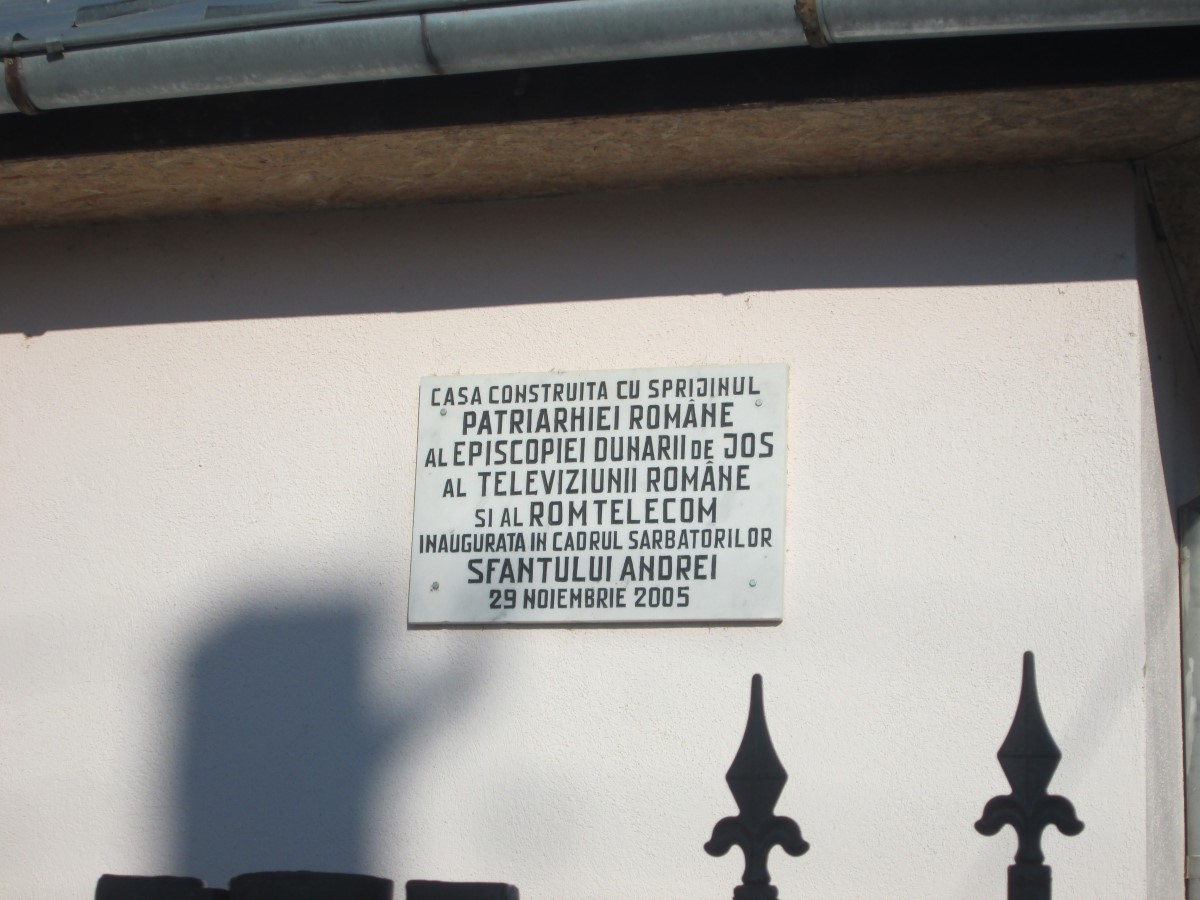 CASA CONSTRUITA CU SPRIJINUL
PATRIARHIEI ROMÂNE
AL EPISCOPIEI DUNARII DE JOS
AL TELEVIZIUNII ROMÂNE
SI AL ROMTELECOM
INAUGURATA IN CADRUL SARBATORILOR
SFANTULUI ANDREI
29 NOIEMBRIE 2005